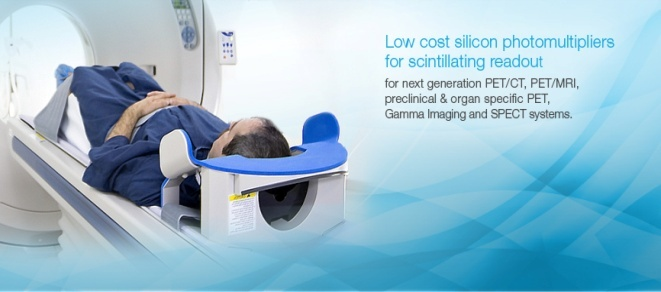 Low cost silicon photomultipliers
for scintillating readout
for next generation PET/CT, PET/MRI,
preclinical & organ specific PET,
Gamma Imaging and SPECT systems.